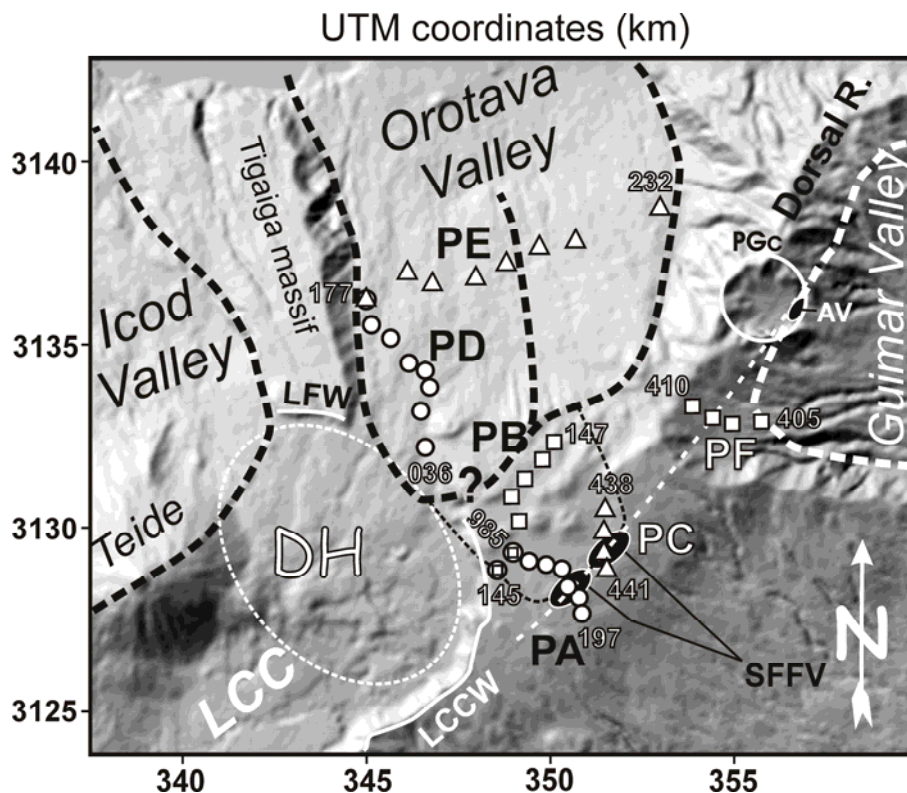 UTM coordinates (km)
3140
3135
3130
3125
340
345
350
355
Icod
Valley
Tigaiga massif
Orotava
Valley
Dorsal R.
Guimar Valley
232
PGc
AV
PE
177
PD
LFW
PB
147
410
405
PF
036
?
985
438
PC
DH
Teide
145
441
PA
197
SFFV
LCC
LCCW
N